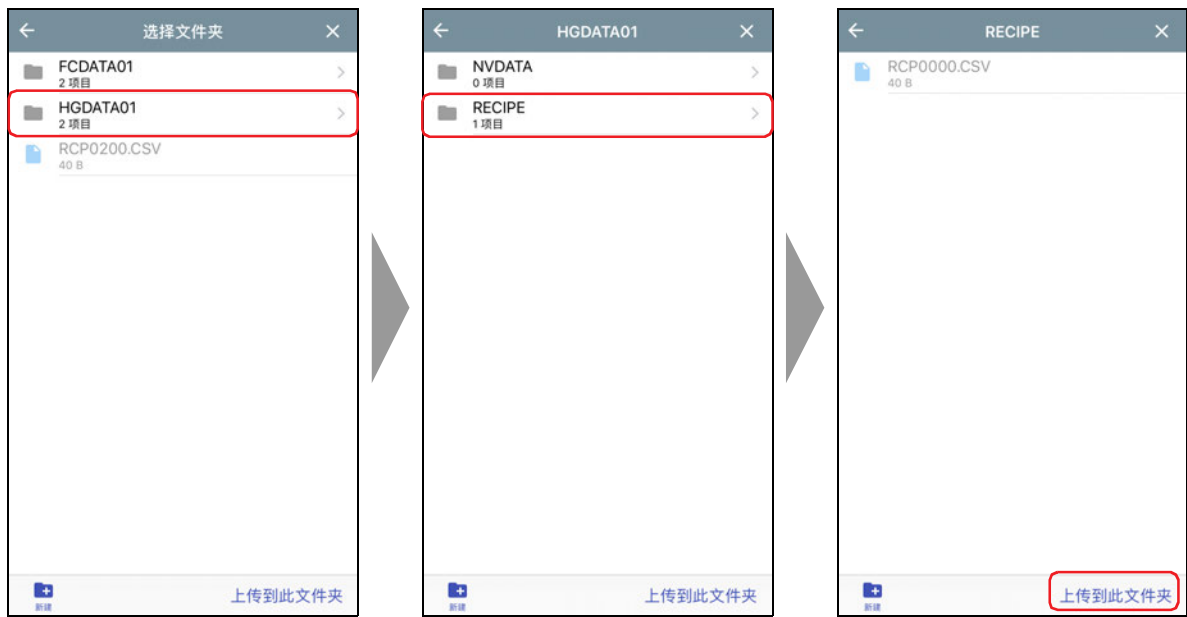 选择文件夹
FCDATA01
2 项目
HGDATA01
2 项目
RCP0200.CSV
40 B
新建
上传到此文件夹
HGDATA01
NVDATA
0 项目
RECIPE
1 项目
新建
上传到此文件夹
RECIPE
RCP0000.CSV
40 B
新建
上传到此文件夹